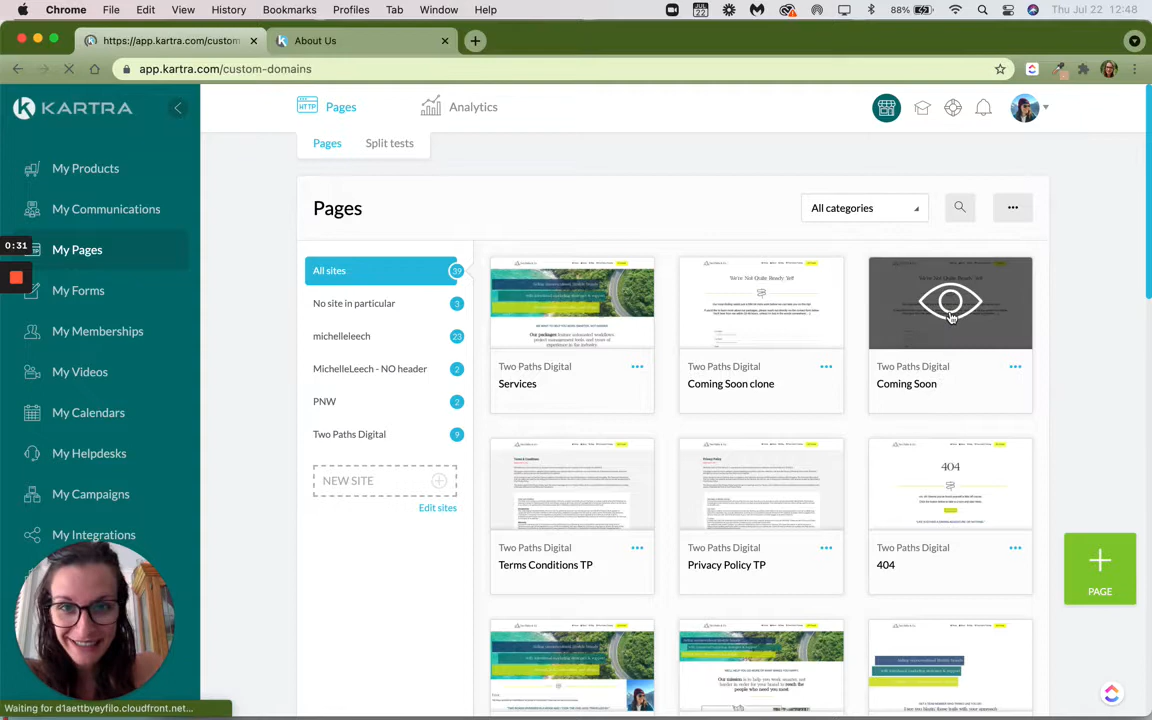 Chrome File Edit View History Bookmarks Profiles Tab Window Help 88% Thu Jul 22 12:48
https://app.kartra.com/custom About Us
app.kartra.com/custom-domains
KARTRA
Pages Analytics
Pages Split tests
My Products
My Communications
0:31
My Pages
My Forms
My Memberships
My Videos
My Calendars
My Helpdesks
My Campaigns
My Integrations
Pages
All categories
All sites 39
No site in particular 3
michelleleech 23
MichelleLeech - NO header 2
PNW 2
Two Paths Digital 9
NEW SITE
Edit sites
We're Not Quite Ready, Yet!
Two Paths Digital
Services
Two Paths Digital
Coming Soon clone
Two Paths Digital
Coming Soon
Terms & Conditions
Privacy Policy
404
Two Paths Digital
Terms Conditions TP
Two Paths Digital
Privacy Policy TP
Two Paths Digital
404
PAGE
Waiting for d1aettbyeyfilo.cloudfront.net...